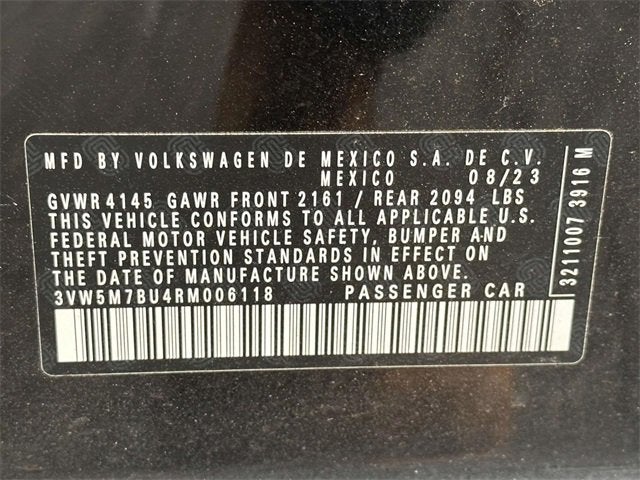 MFD BY VOLKSWAGEN DE MEXICO S.A. DE C.V.
MEXICO 08/23
GVWR 4145 GAWR FRONT 2161 / REAR 2094 LBS
THIS VEHICLE CONFORMS TO ALL APPLICABLE U.S.
FEDERAL MOTOR VEHICLE SAFETY, BUMPER AND
THEFT PREVENTION STANDARDS IN EFFECT ON
THE DATE OF MANUFACTURE SHOWN ABOVE.
3VW5M7BU4RM006118 PASSENGER CAR
3211007 3916 M